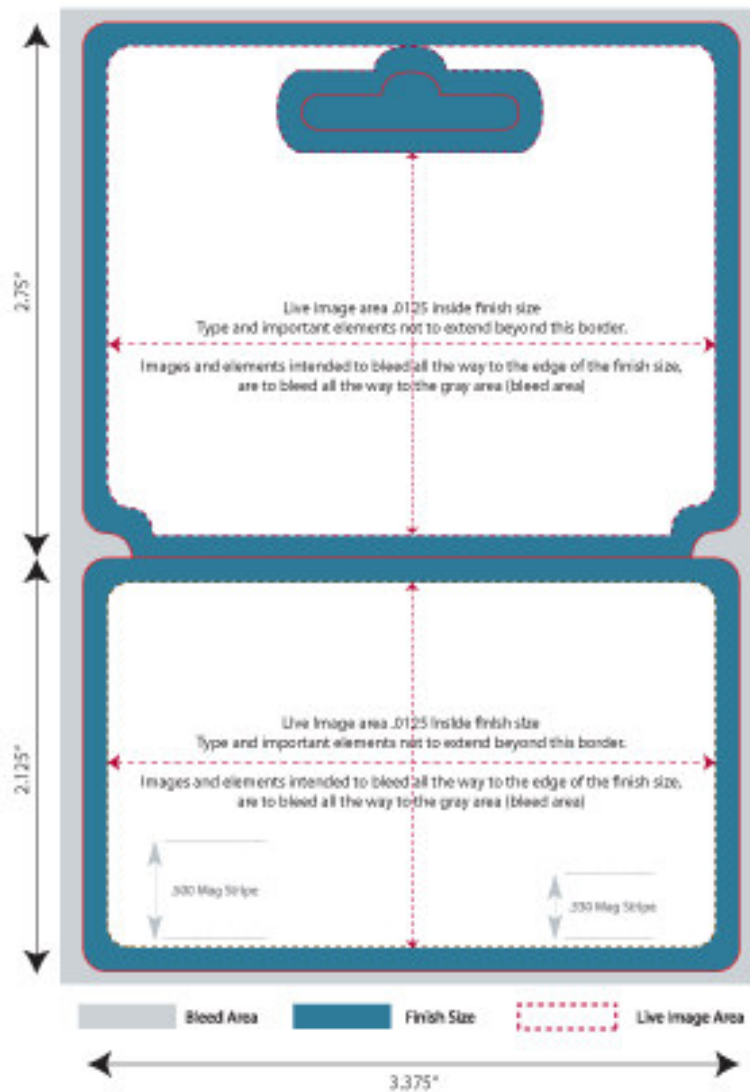 2.75"
Live Image area .0125 inside finish size
Type and important elements not to extend beyond this border.
Images and elements intended to bleed all the way to the edge of the finish size,
are to bleed all the way to the gray area (bleed area)
2.125"
Live Image area .0125 inside finish size
Type and important elements not to extend beyond this border.
Images and elements intended to bleed all the way to the edge of the finish size,
are to bleed all the way to the gray area (bleed area)
.500 Mag Stripe
.330 Mag Stripe
Bleed Area
Finish Size
Live Image Area
3.375"